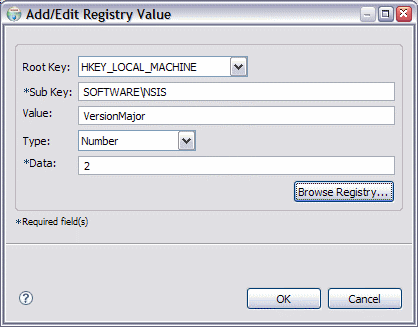 Add/Edit Registry Value
Root Key: HKEY_LOCAL_MACHINE
*Sub Key: SOFTWARE\NSIS
Value: VersionMajor
Type: Number
*Data: 2
Browse Registry...
*Required field(s)
? OK Cancel